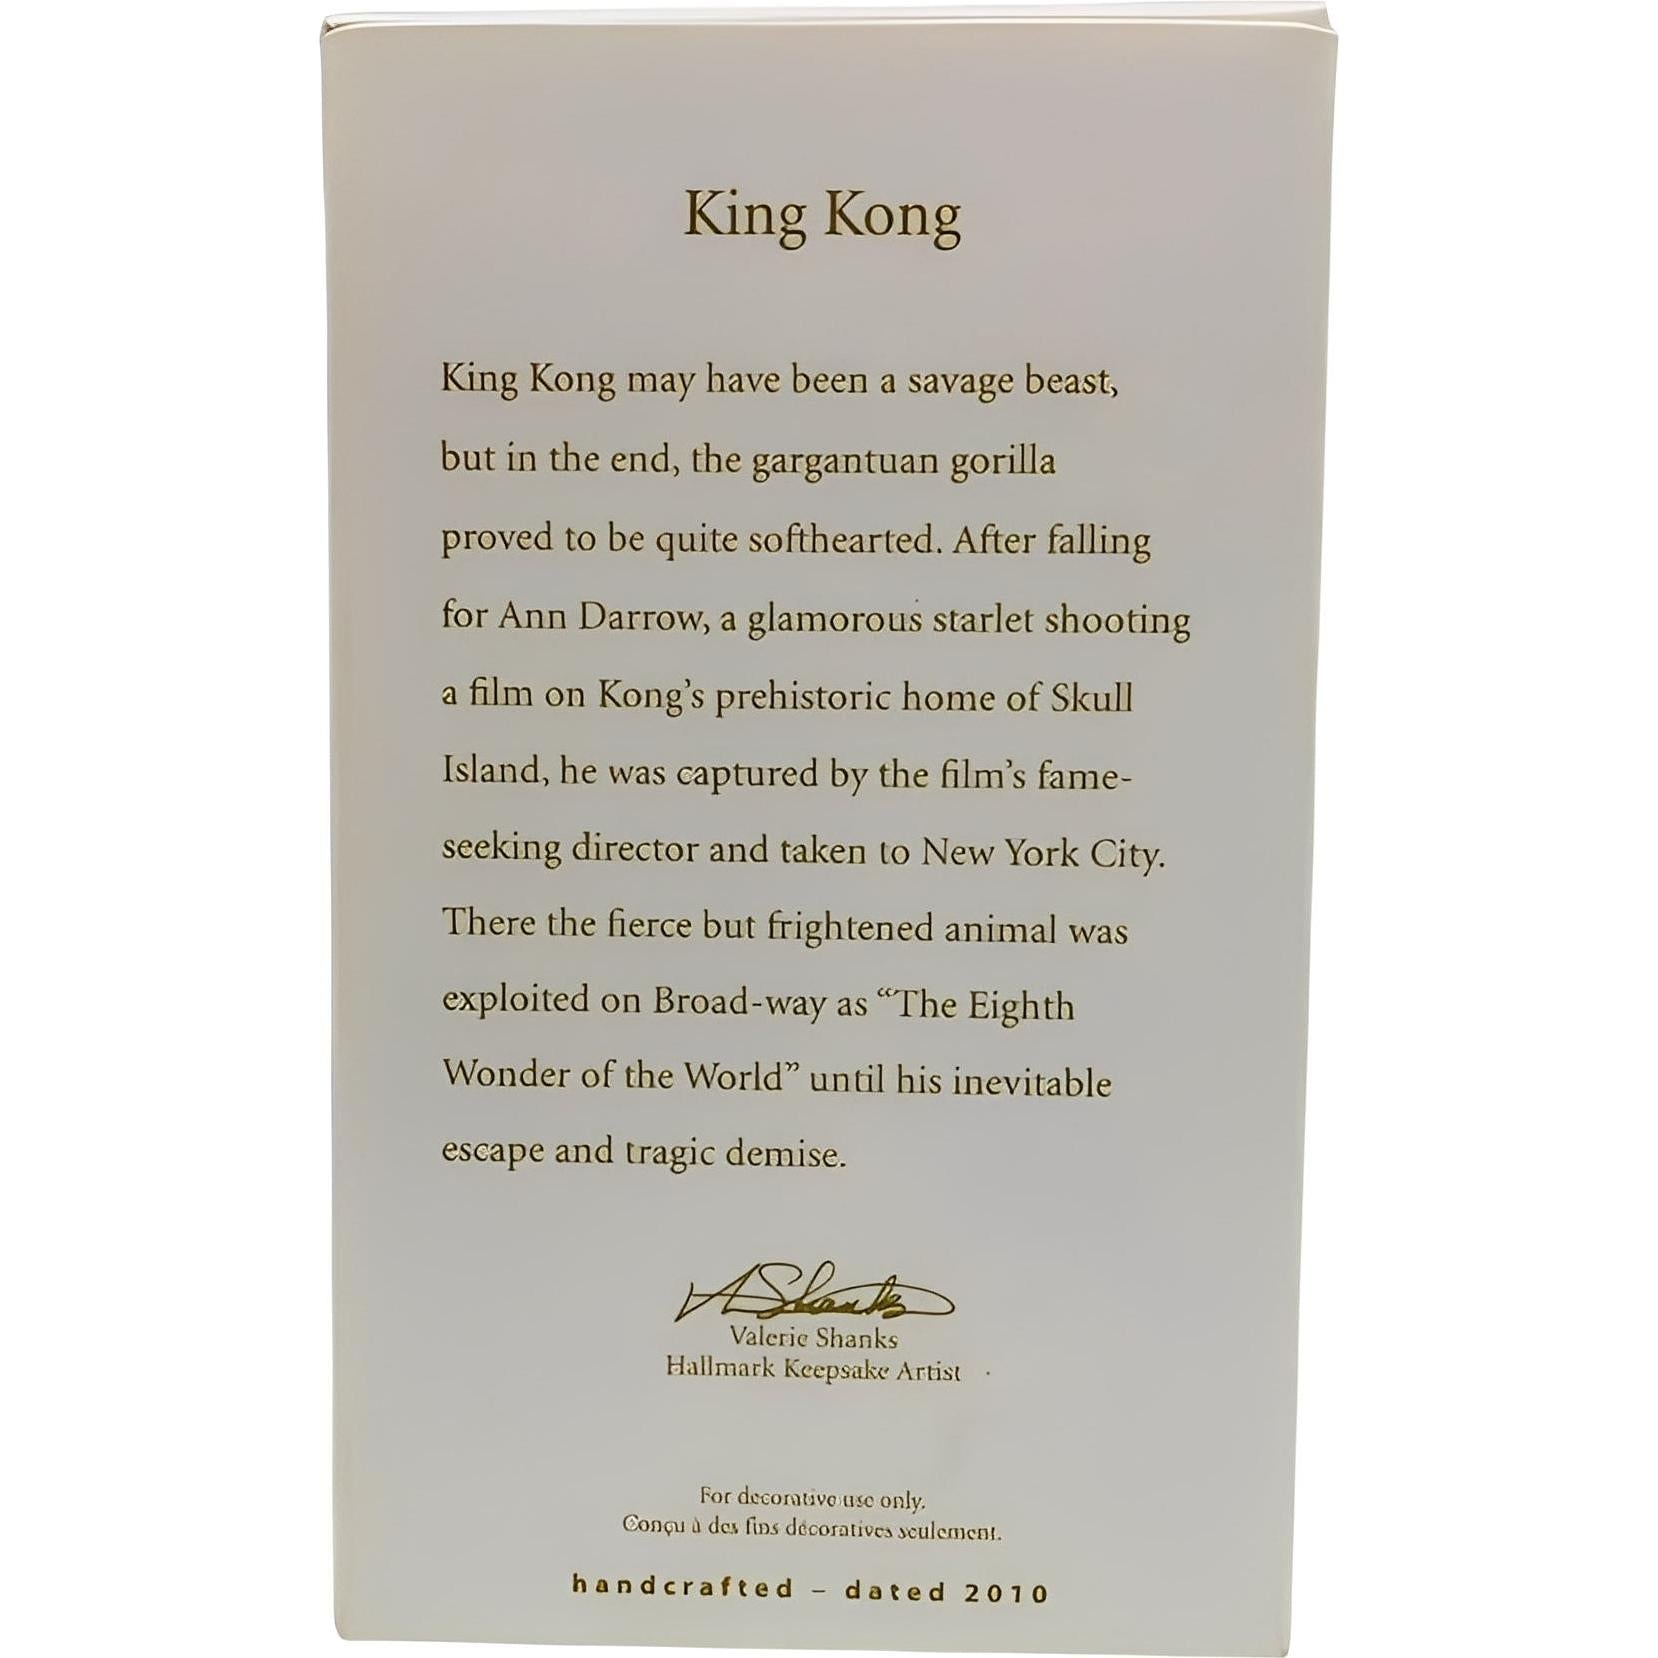 King Kong
King Kong may have been a savage beast,
but in the end, the gargantuan gorilla
proved to be quite softhearted. After falling
for Ann Darrow, a glamorous starlet shooting
a film on Kong's prehistoric home of Skull
Island, he was captured by the film's fame-
seeking director and taken to New York City.
There the fierce but frightened animal was
exploited on Broad-way as “The Eighth
Wonder of the World” until his inevitable
escape and tragic demise.
VAShanks
Valerie Shanks
Hallmark Keepsake Artist
For decorative use only.
Conçu à des fins décoratives seulement.
handcrafted – dated 2010